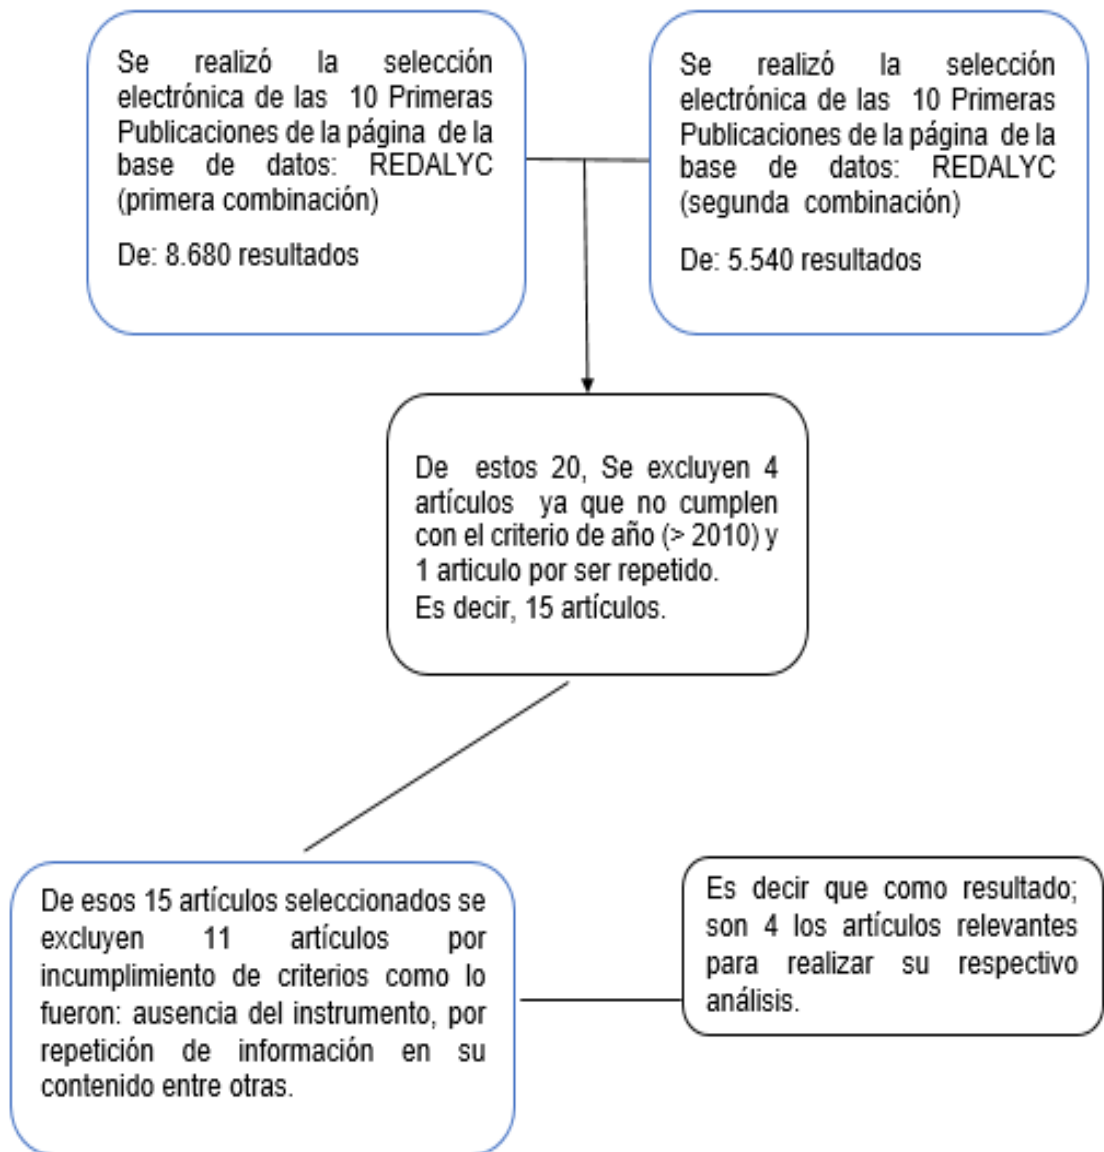 Se realizó la selección
electrónica de las 10 Primeras
Publicaciones de la página de la
base de datos: REDALYC
(primera combinación)
De: 8.680 resultados
Se realizó la selección
electrónica de las 10 Primeras
Publicaciones de la página de la
base de datos: REDALYC
(segunda combinación)
De: 5.540 resultados
De estos 20, Se excluyen 4
artículos ya que no cumplen
con el criterio de año (> 2010) y
1 articulo por ser repetido.
Es decir, 15 artículos.
De esos 15 artículos seleccionados se
excluyen 11 artículos por
incumplimiento de criterios como lo
fueron: ausencia del instrumento, por
repetición de información en su
contenido entre otras.
Es decir que como resultado;
son 4 los artículos relevantes
para realizar su respectivo
análisis.